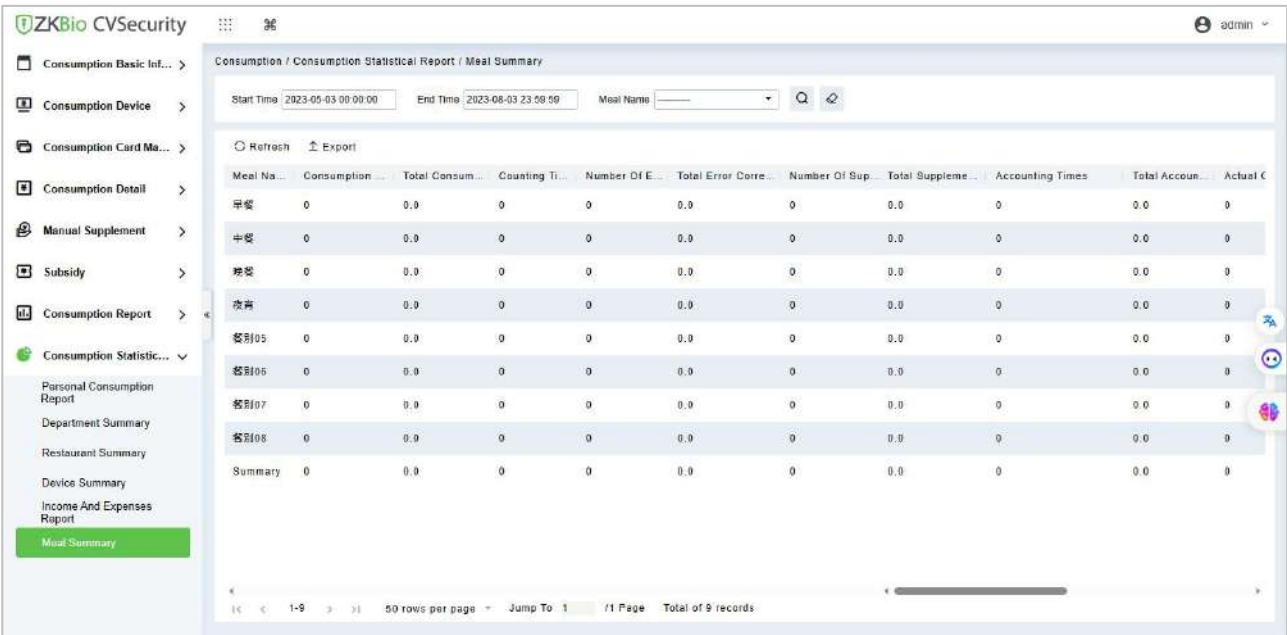 ZKBio CVSecurity
admin
Consumption Basic Inf...
Consumption Device
Consumption Card Ma...
Consumption Detail
Manual Supplement
Subsidy
Consumption Report
Consumption Statistic...
Personal Consumption
Report
Department Summary
Restaurant Summary
Device Summary
Income And Expenses
Report
Meal Summary
Consumption / Consumption Statistical Report / Meal Summary
Start Time 2023-05-03 00:00:00 End Time 2023-08-03 23:59:59 Meal Name ---------
Refresh Export
Meal Na... Consumption ... Total Consum... Counting Ti... Number Of E... Total Error Corre... Number Of Sup... Total Suppleme... Accounting Times Total Accoun... Actual C
早餐 0 0.0 0 0 0.0 0 0.0 0 0.0 0
中餐 0 0.0 0 0 0.0 0 0.0 0 0.0 0
晚餐 0 0.0 0 0 0.0 0 0.0 0 0.0 0
夜宵 0 0.0 0 0 0.0 0 0.0 0 0.0 0
餐别05 0 0.0 0 0 0.0 0 0.0 0 0.0 0
餐别06 0 0.0 0 0 0.0 0 0.0 0 0.0 0
餐别07 0 0.0 0 0 0.0 0 0.0 0 0.0 0
餐别08 0 0.0 0 0 0.0 0 0.0 0 0.0 0
Summary 0 0.0 0 0 0.0 0 0.0 0 0.0 0
1-9 50 rows per page Jump To 1 /1 Page Total of 9 records